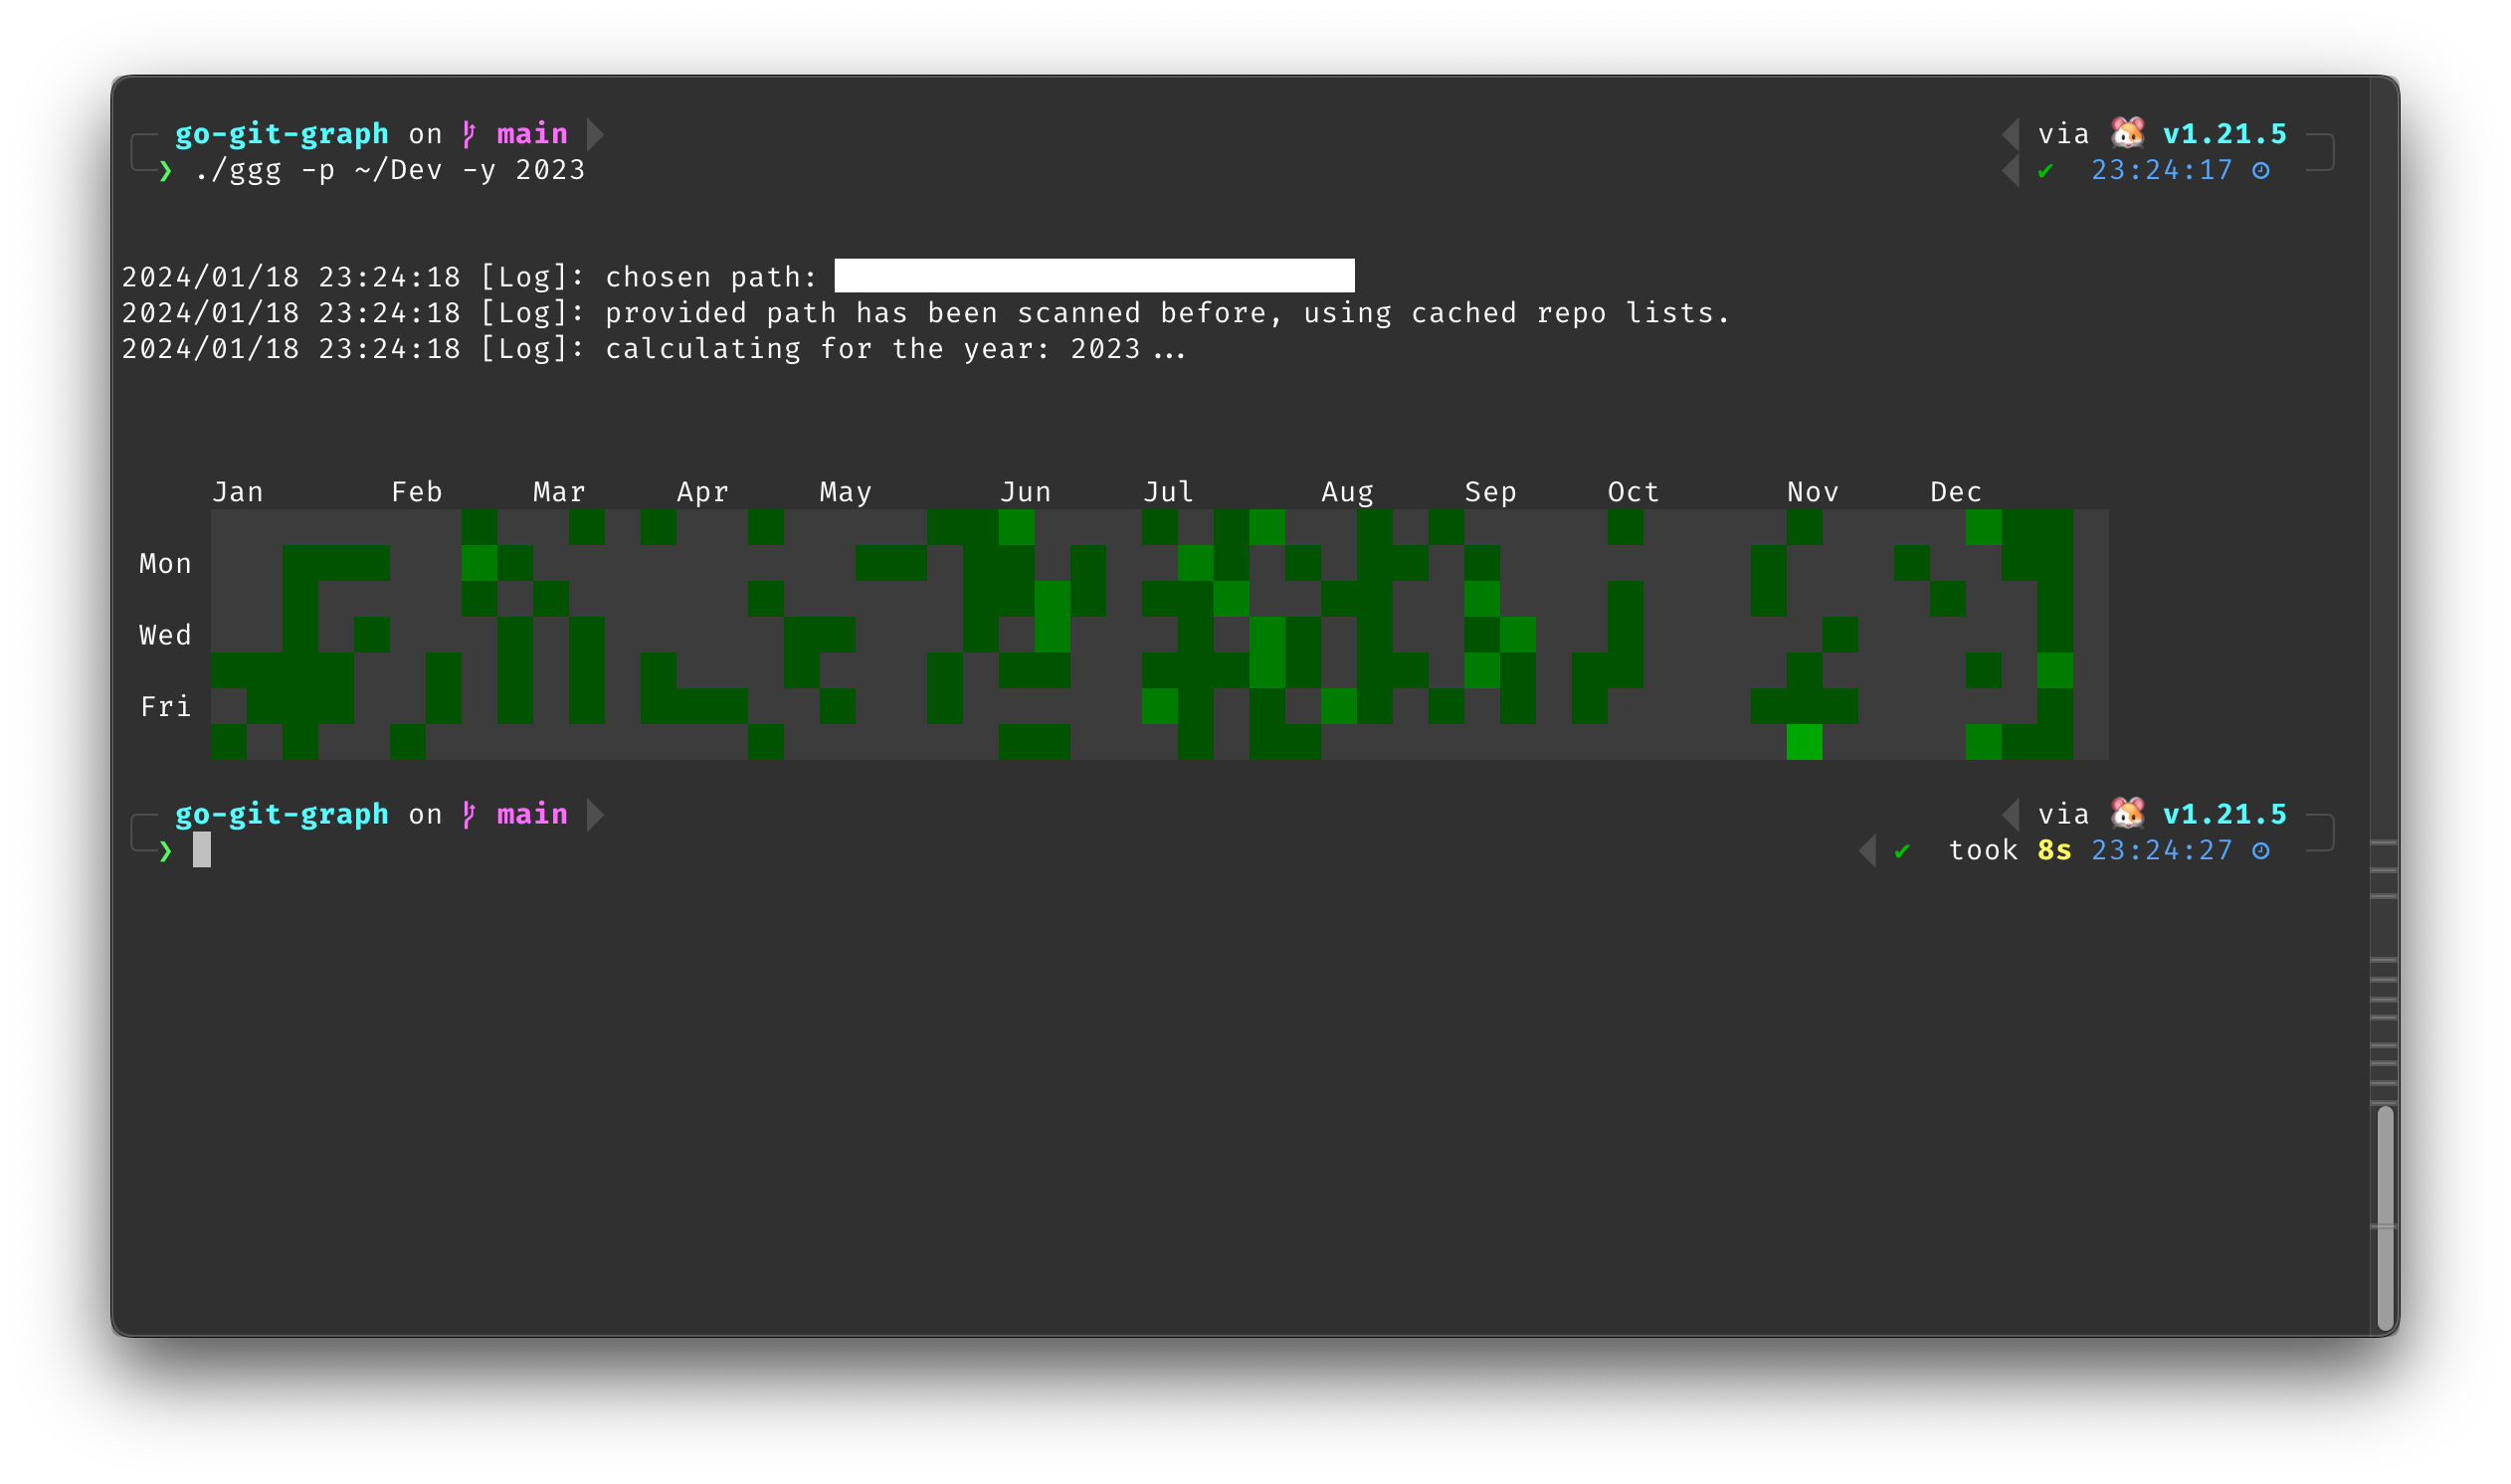 go-git-graph on main via v1.21.5
❯ ./ggg -p ~/Dev -y 2023 ✔ 23:24:17
2024/01/18 23:24:18 [Log]: chosen path:
2024/01/18 23:24:18 [Log]: provided path has been scanned before, using cached repo lists.
2024/01/18 23:24:18 [Log]: calculating for the year: 2023...
Jan Feb Mar Apr May Jun Jul Aug Sep Oct Nov Dec
Mon
Wed
Fri
go-git-graph on main via v1.21.5
❯ ✔ took 8s 23:24:27